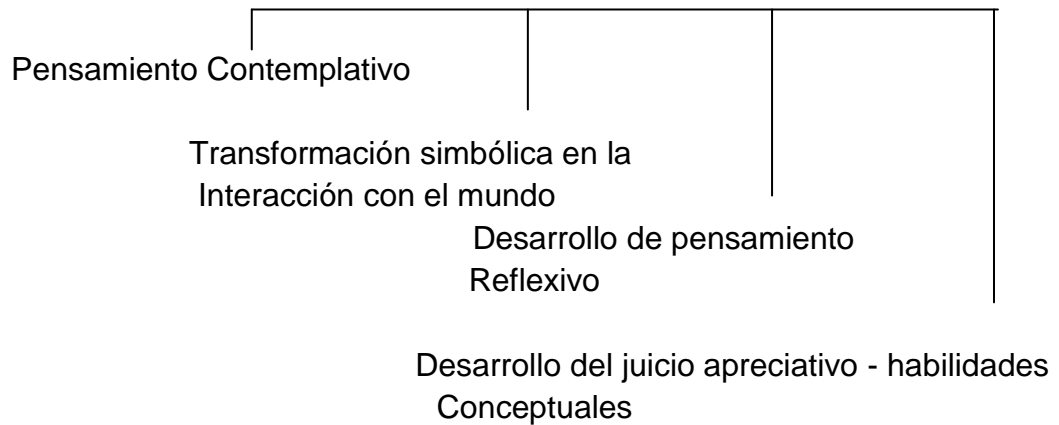 Pensamiento Contemplativo
Transformación simbólica en la
Interacción con el mundo
Desarrollo de pensamiento
Reflexivo
Desarrollo del juicio apreciativo - habilidades
Conceptuales